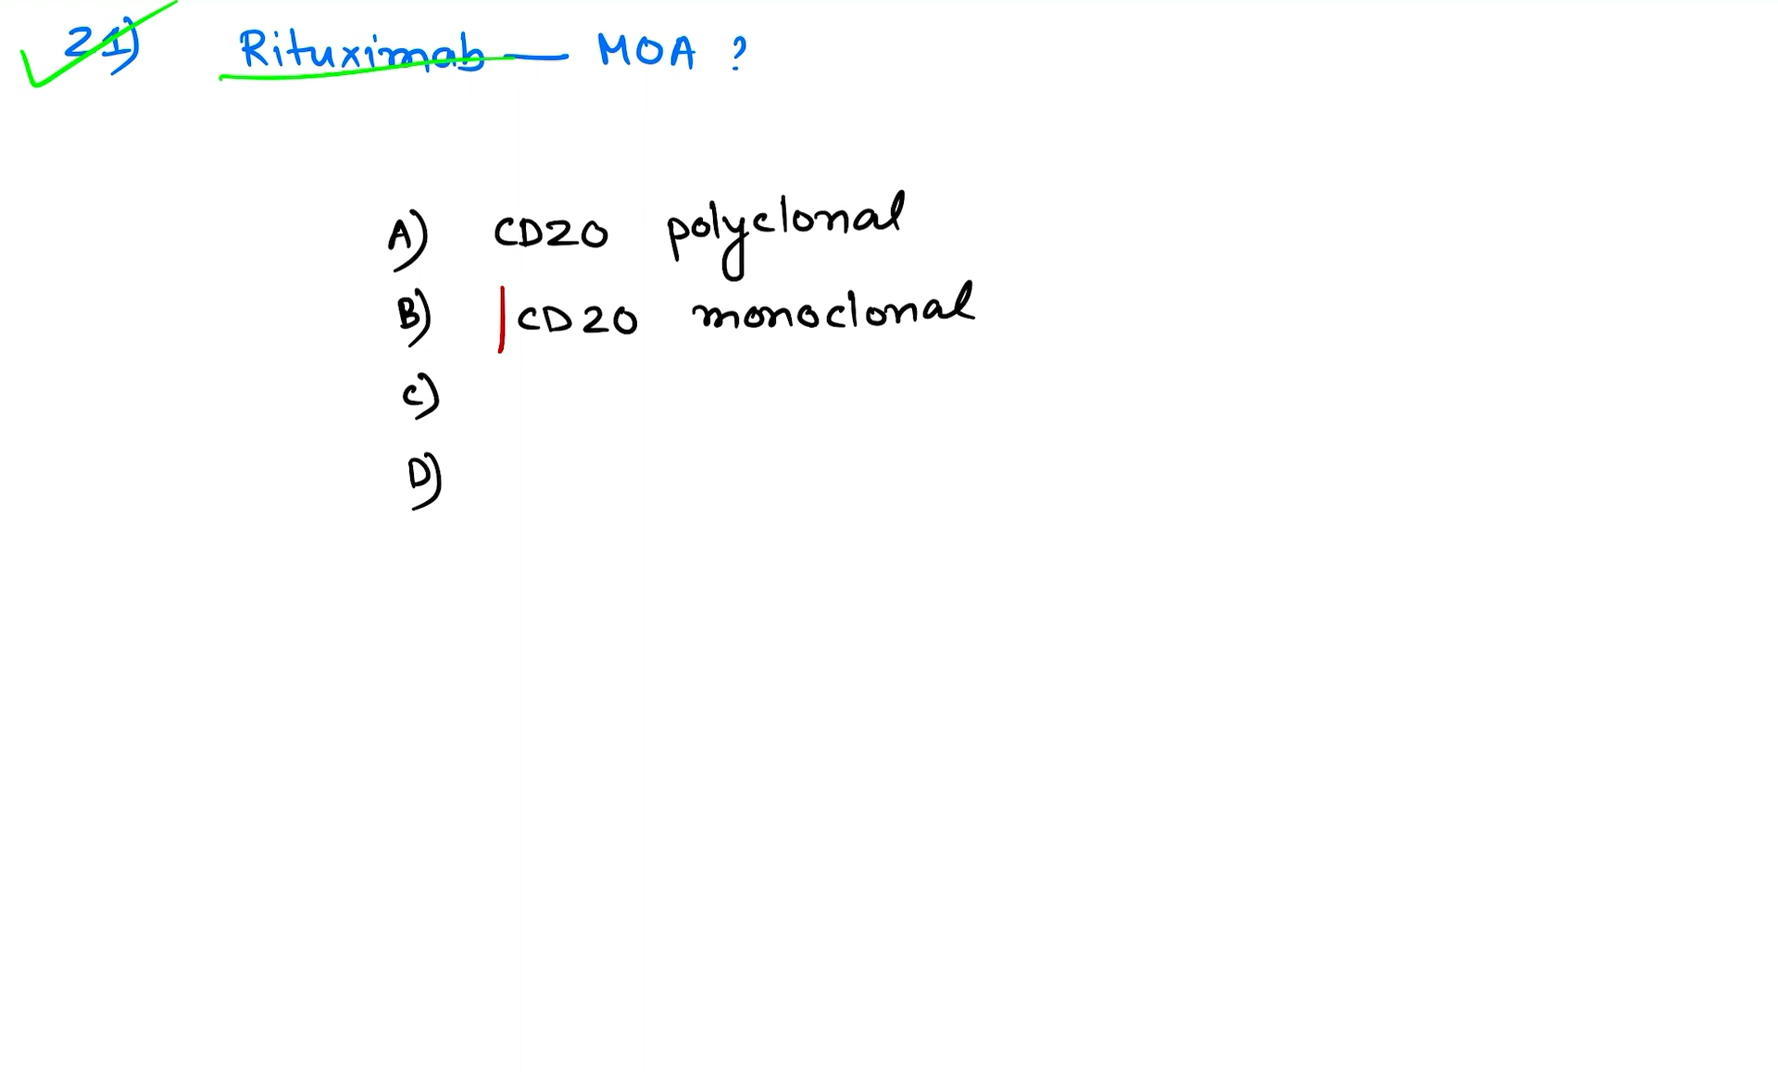 21) Rituximab — MOA ?
A) CD20 polyclonal
B) CD20 monoclonal
C)
D)